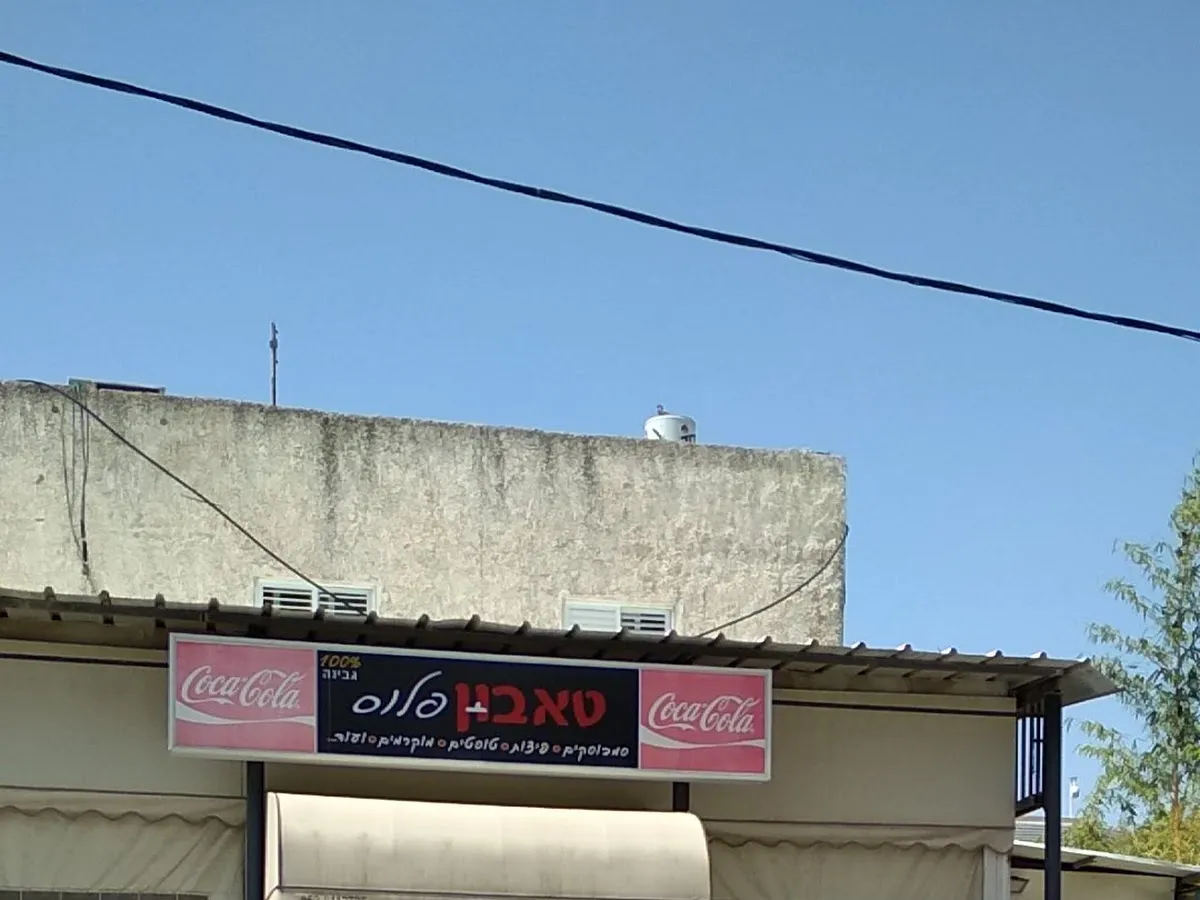 100%
גבינה
Coca-Cola
טאבון פלוס
Coca-Cola
סמבוסקים • פיצות • טוסטים • מוקרמים • ועוד...